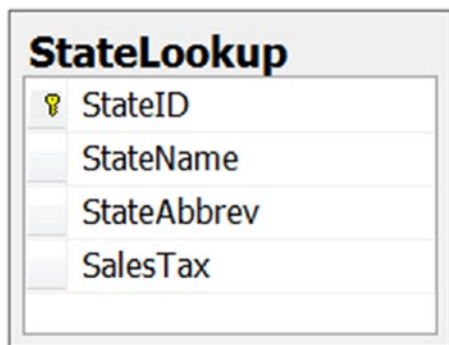 StateLookup
StateID
StateName
StateAbbrev
SalesTax